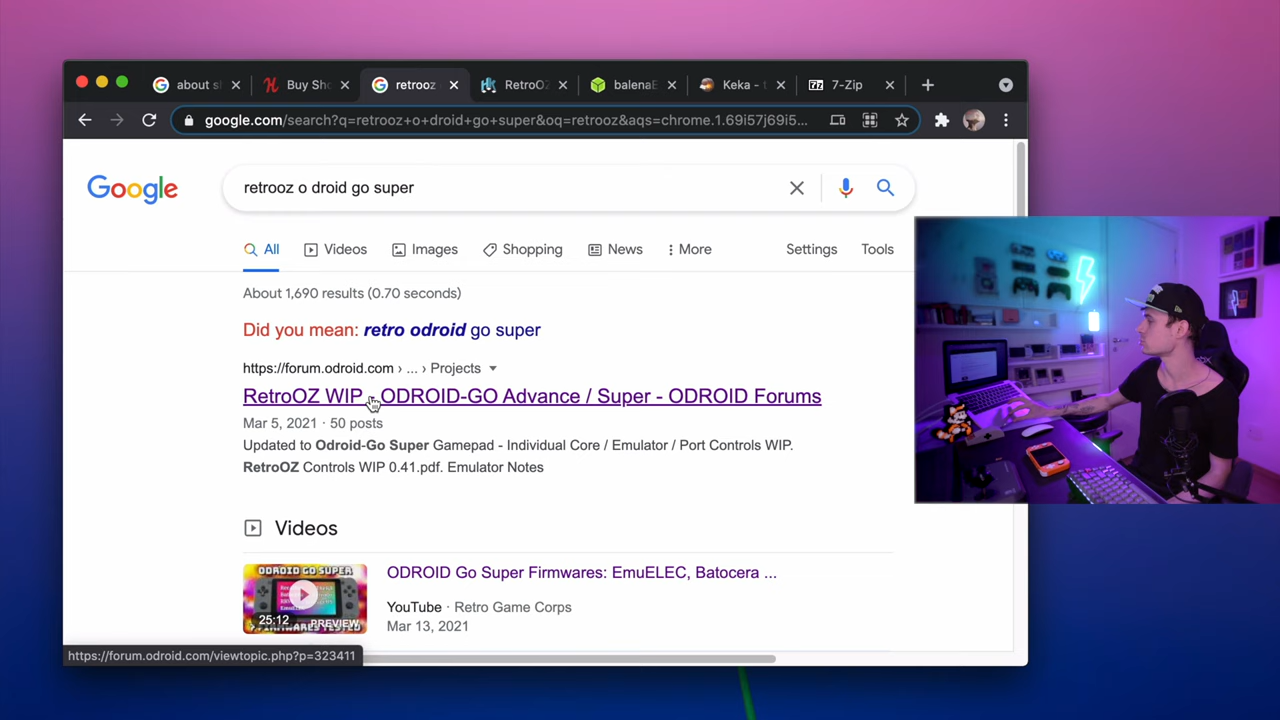 about sl
Buy Sho
retrooz
RetroOZ
balenaE
Keka - t
7-Zip
google.com/search?q=retrooz+o+droid+go+super&oq=retrooz&aqs=chrome.1.69i57j69i5...
Google
retrooz o droid go super
All
Videos
Images
Shopping
News
More
Settings
Tools
About 1,690 results (0.70 seconds)
Did you mean: retro odroid go super
https://forum.odroid.com › ... › Projects
RetroOZ WIP - ODROID-GO Advance / Super - ODROID Forums
Mar 5, 2021 · 50 posts
Updated to Odroid-Go Super Gamepad - Individual Core / Emulator / Port Controls WIP.
RetroOZ Controls WIP 0.41.pdf. Emulator Notes
Videos
ODROID GO SUPER
25:12
FIRMWARES TESTED
PREVIEW
ODROID Go Super Firmwares: EmuELEC, Batocera ...
YouTube · Retro Game Corps
Mar 13, 2021
https://forum.odroid.com/viewtopic.php?p=323411